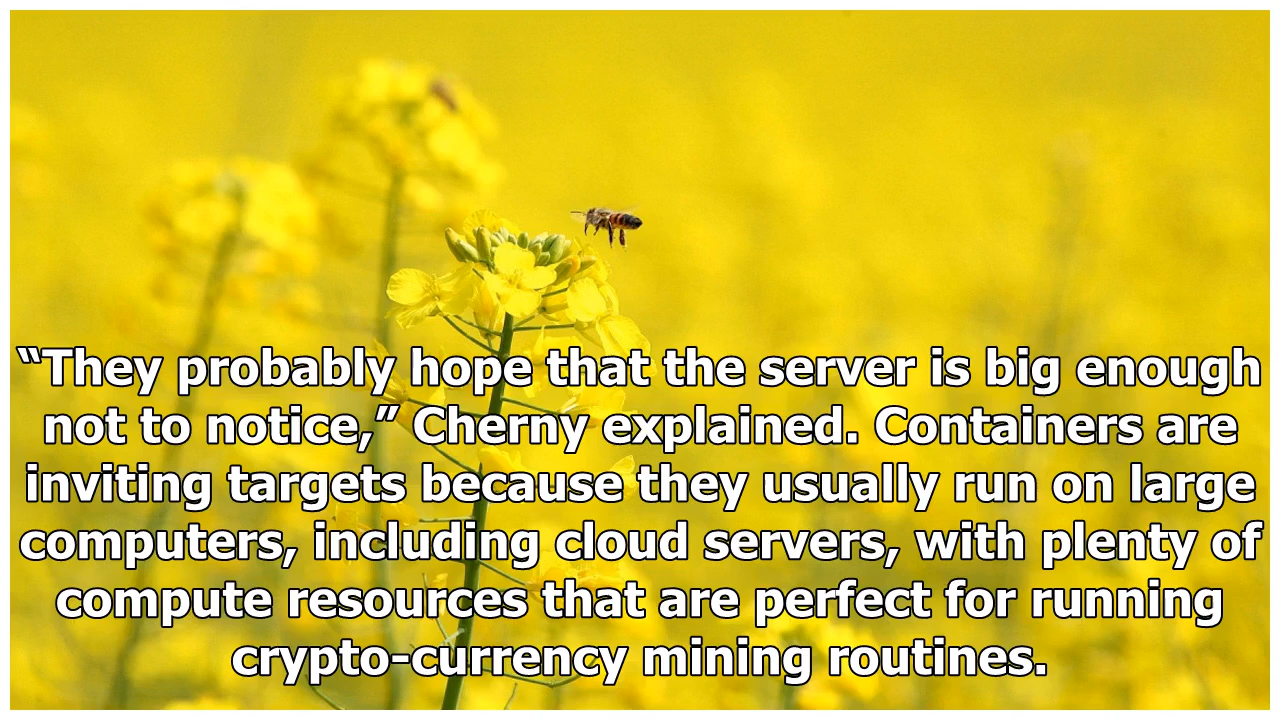 “They probably hope that the server is big enough
not to notice,” Cherny explained. Containers are
inviting targets because they usually run on large
computers, including cloud servers, with plenty of
compute resources that are perfect for running
crypto-currency mining routines.